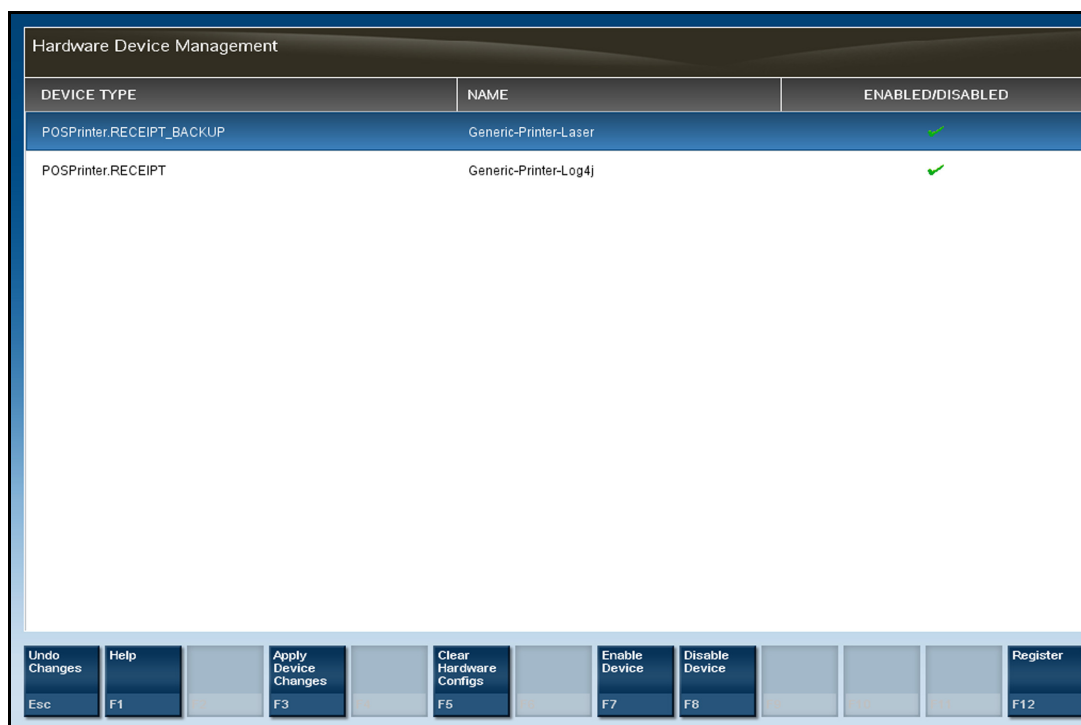 Hardware Device Management
DEVICE TYPE NAME ENABLED/DISABLED
POSPrinter.RECEIPT_BACKUP Generic-Printer-Laser
POSPrinter.RECEIPT Generic-Printer-Log4j
Undo Changes Esc
Help F1
Apply Device Changes F3
Clear Hardware Configs F5
Enable Device F7
Disable Device F8
Register F12